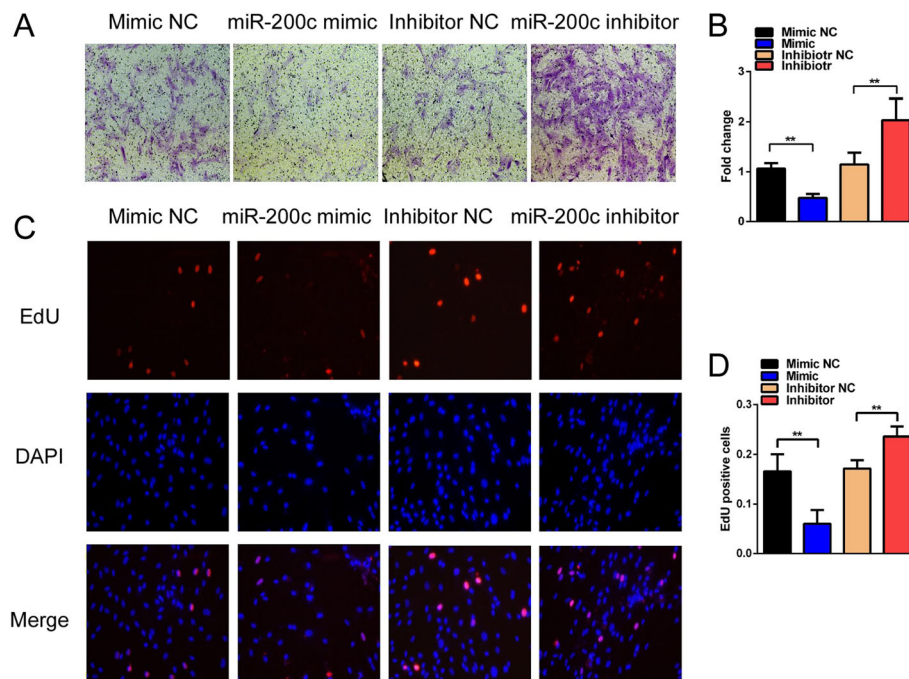 A
Mimic NC
miR-200c mimic
Inhibitor NC
miR-200c inhibitor
B
Mimic NC
Mimic
Inhibiotr NC
Inhibiotr
Fold change
3
2
1
0
**
**
C
Mimic NC
miR-200c mimic
Inhibitor NC
miR-200c inhibitor
EdU
DAPI
Merge
D
Mimic NC
Mimic
Inhibitor NC
Inhibitor
EdU positive cells
0.3
0.2
0.1
0.0
**
**